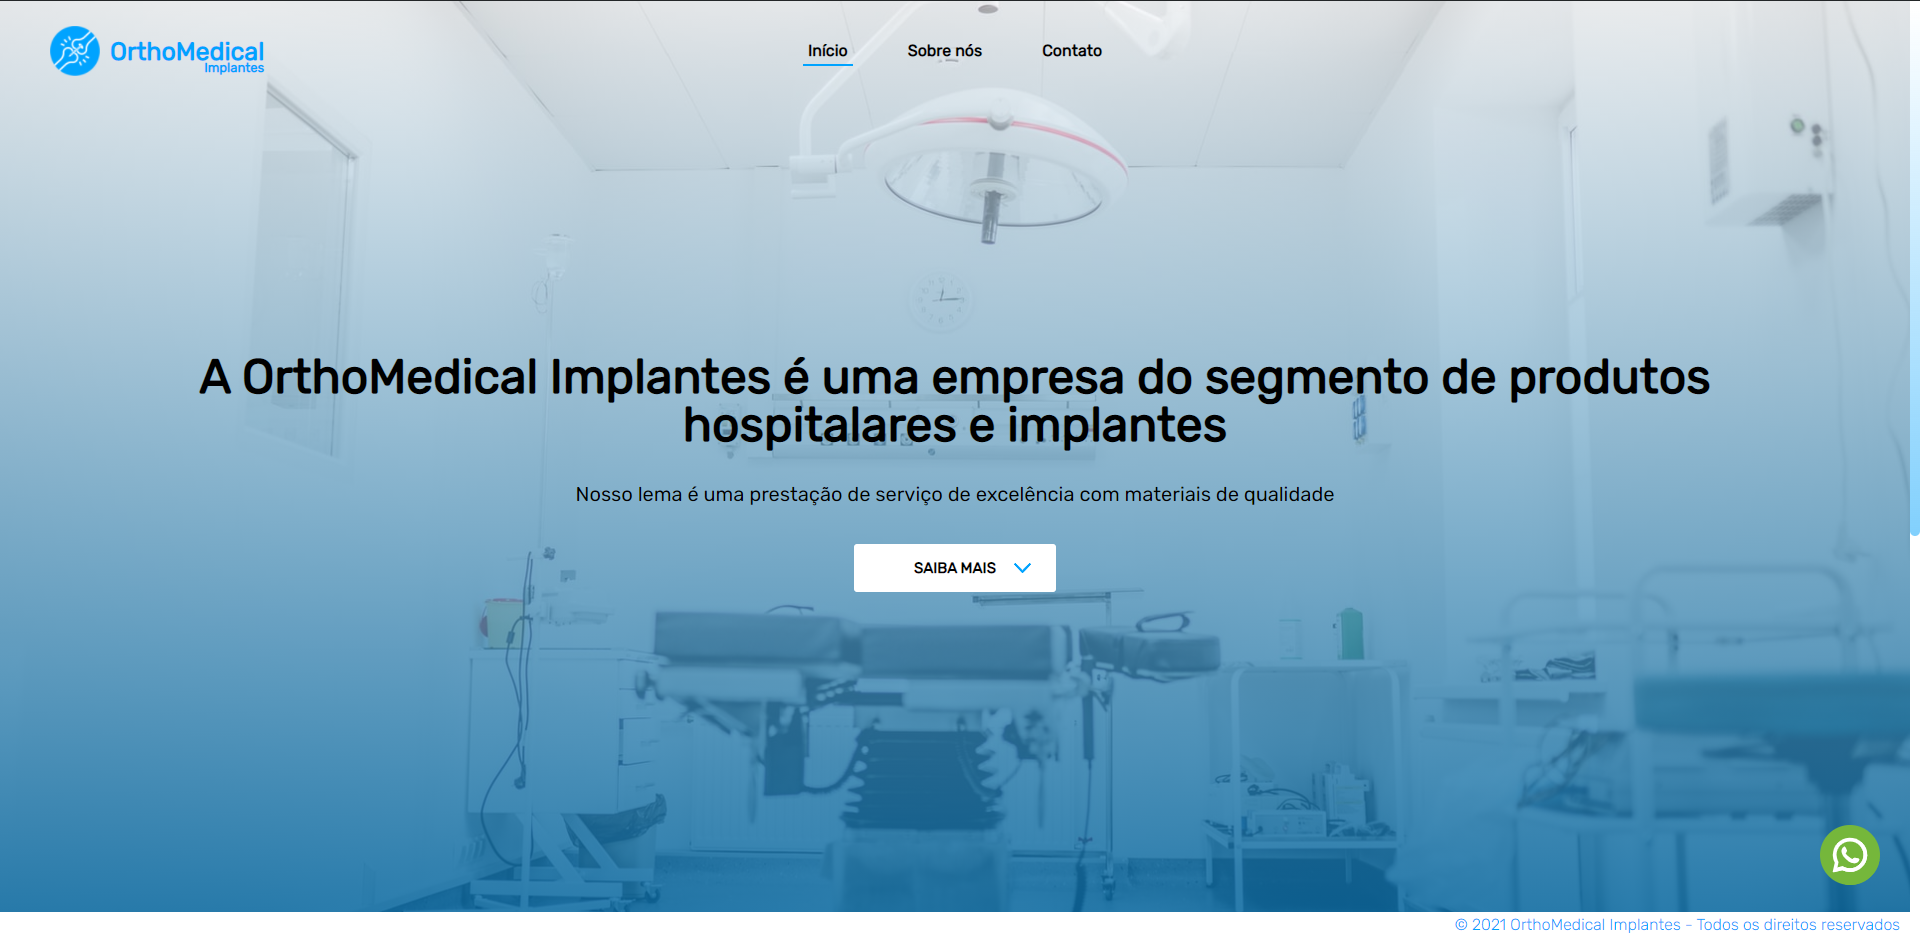 OrthoMedical
Implantes
Início
Sobre nós
Contato
A OrthoMedical Implantes é uma empresa do segmento de produtos
hospitalares e implantes
Nosso lema é uma prestação de serviço de excelência com materiais de qualidade
SAIBA MAIS
© 2021 OrthoMedical Implantes - Todos os direitos reservados